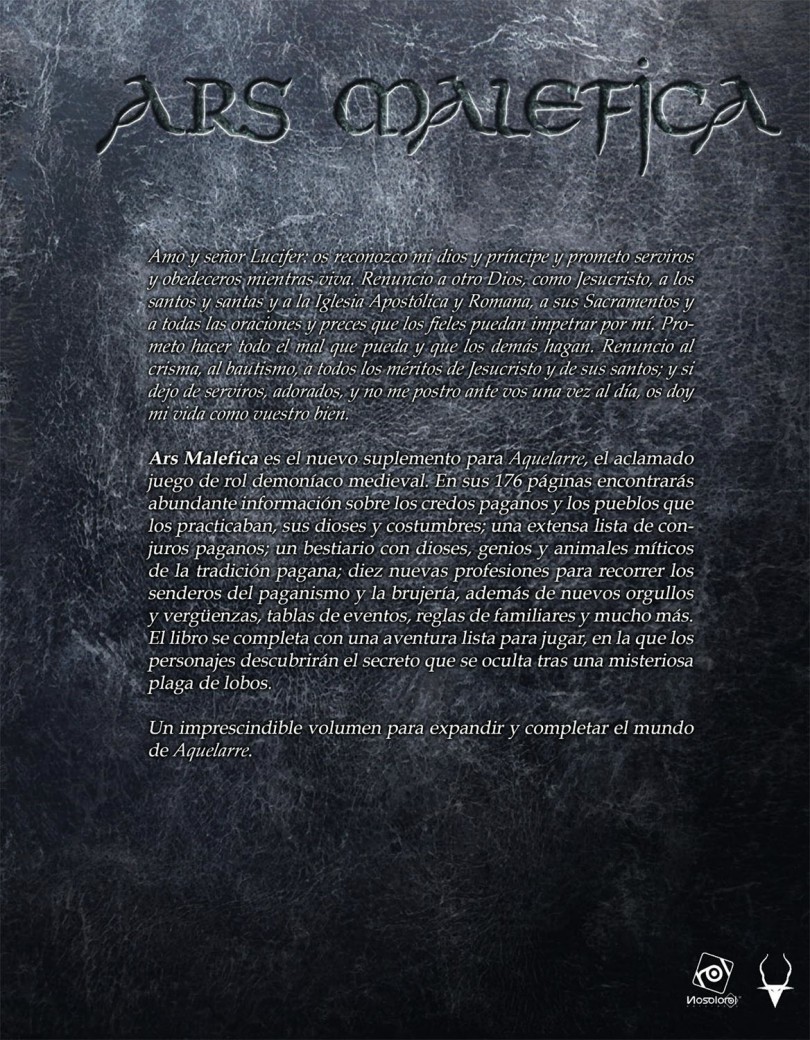 ARS MALEFICA
Amo y señor Lucifer: os reconozco mi dios y príncipe y prometo serviros
y obedeceros mientras viva. Renuncio a otro Dios, como Jesucristo, a los
santos y santas y a la Iglesia Apostólica y Romana, a sus Sacramentos y
a todas las oraciones y preces que los fieles puedan impetrar por mí. Pro-
meto hacer todo el mal que pueda y que los demás hagan. Renuncio al
crisma, al bautismo, a todos los méritos de Jesucristo y de sus santos; y si
dejo de serviros, adorados, y no me postro ante vos una vez al día, os doy
mi vida como vuestro bien.
Ars Malefica es el nuevo suplemento para Aquelarre, el aclamado
juego de rol demoníaco medieval. En sus 176 páginas encontrarás
abundante información sobre los credos paganos y los pueblos que
los practicaban, sus dioses y costumbres; una extensa lista de con-
juros paganos; un bestiario con dioses, genios y animales míticos
de la tradición pagana; diez nuevas profesiones para recorrer los
senderos del paganismo y la brujería, además de nuevos orgullos
y vergüenzas, tablas de eventos, reglas de familiares y mucho más.
El libro se completa con una aventura lista para jugar, en la que los
personajes descubrirán el secreto que se oculta tras una misteriosa
plaga de lobos.
Un imprescindible volumen para expandir y completar el mundo
de Aquelarre.
Nosolorol